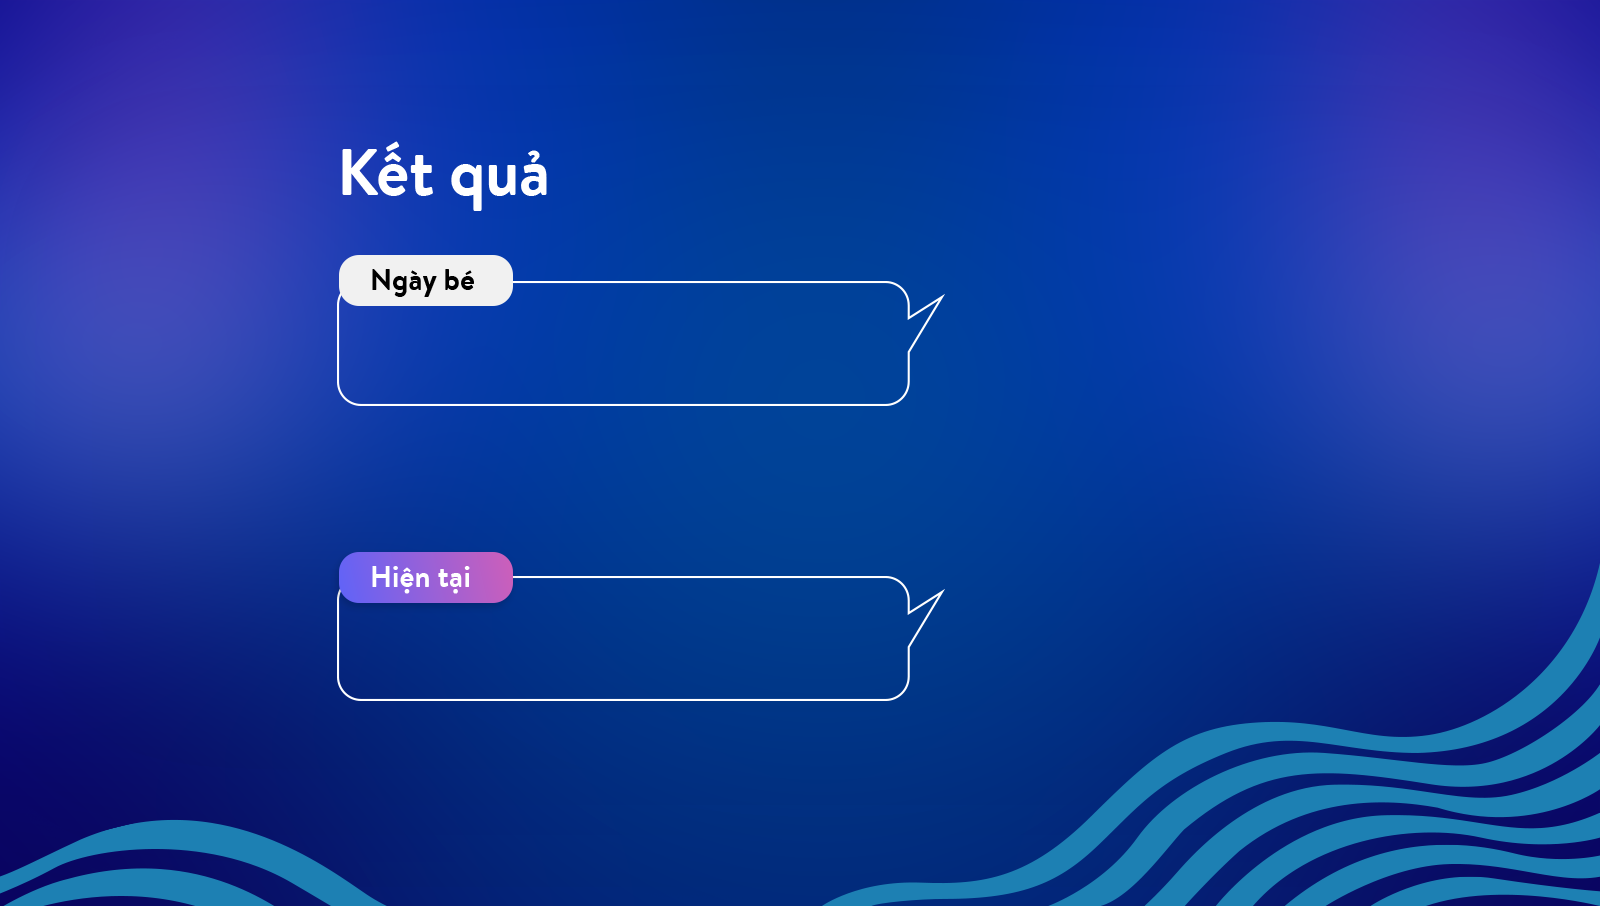 Kết quả
Ngày bé
Hiện tại